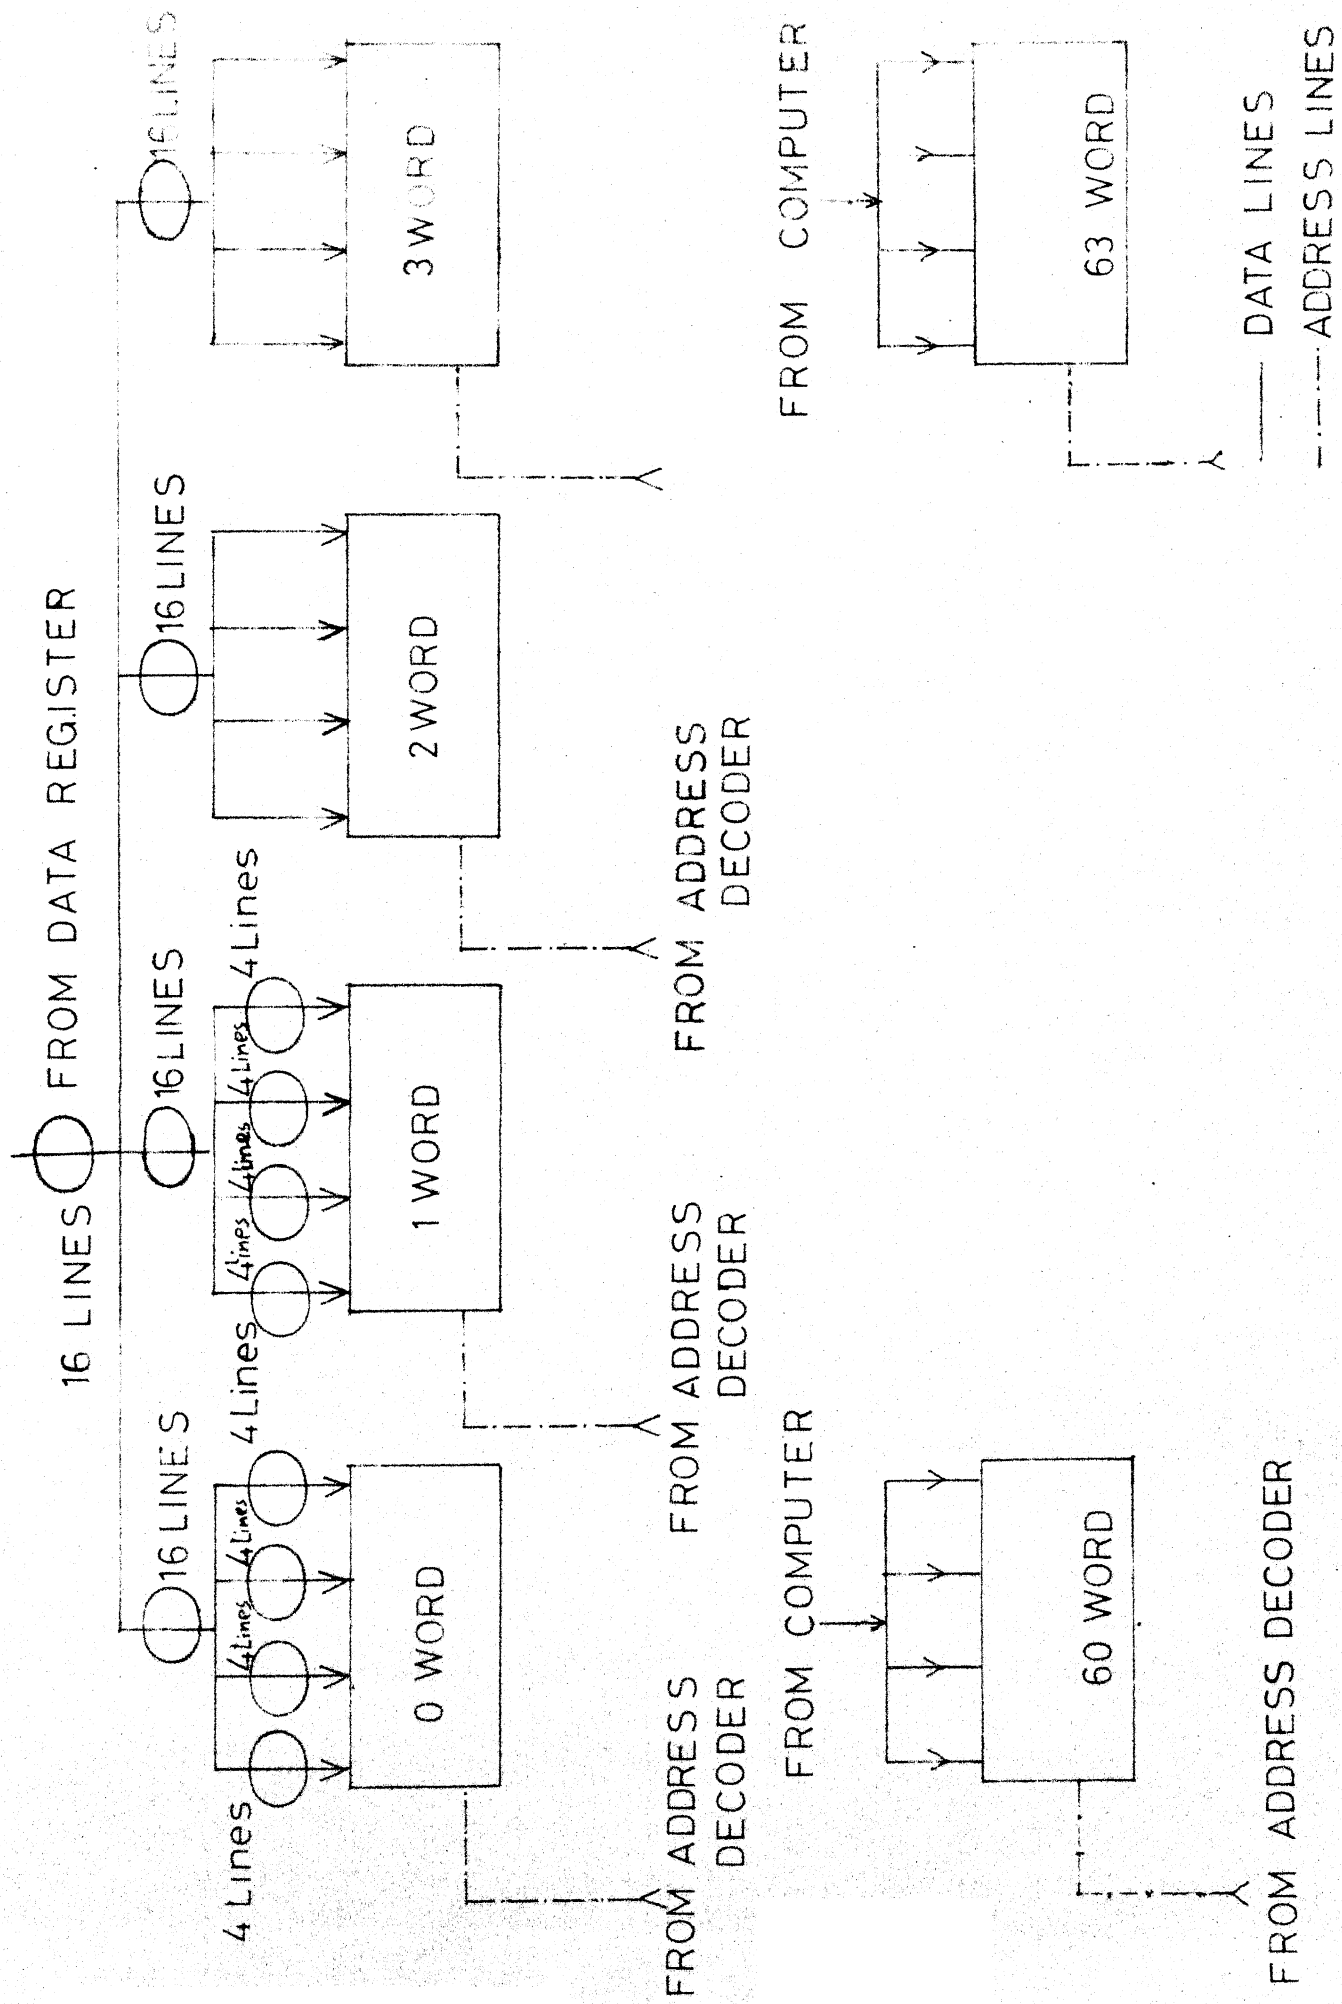 16 LINES
FROM DATA REGISTER
16 LINES
16 LINES
16 LINES
16 LINES
4 Lines
4 Lines
4 Lines
4 Lines
4 Lines
4 Lines
4 Lines
4 Lines
4 Lines
0 WORD
1 WORD
2 WORD
3 WORD
FROM ADDRESS
DECODER
FROM ADDRESS
DECODER
FROM ADDRESS
DECODER
FROM COMPUTER
FROM COMPUTER
60 WORD
63 WORD
FROM ADDRESS DECODER
DATA LINES
ADDRESS LINES